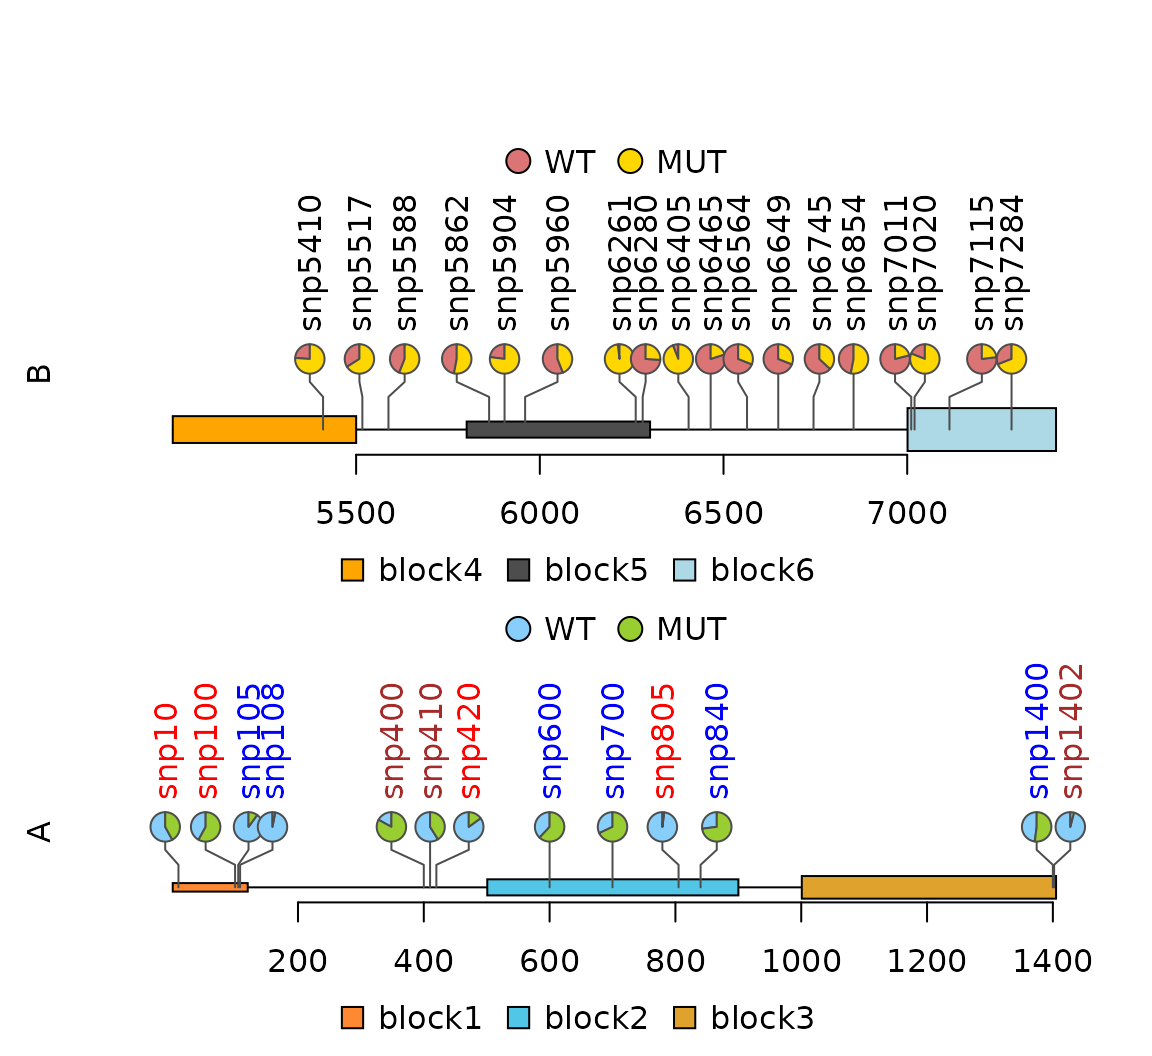 WT MUT
snp5410 snp5517 snp5588 snp5862 snp5904 snp5960 snp6261 snp6280 snp6405 snp6465 snp6564 snp6649 snp6745 snp6854 snp7011 snp7020 snp7115 snp7284
B
5500 6000 6500 7000
block4 block5 block6
WT MUT
snp10 snp100 snp105 snp108 snp400 snp410 snp420 snp600 snp700 snp805 snp840 snp1400 snp1402
A
200 400 600 800 1000 1200 1400
block1 block2 block3